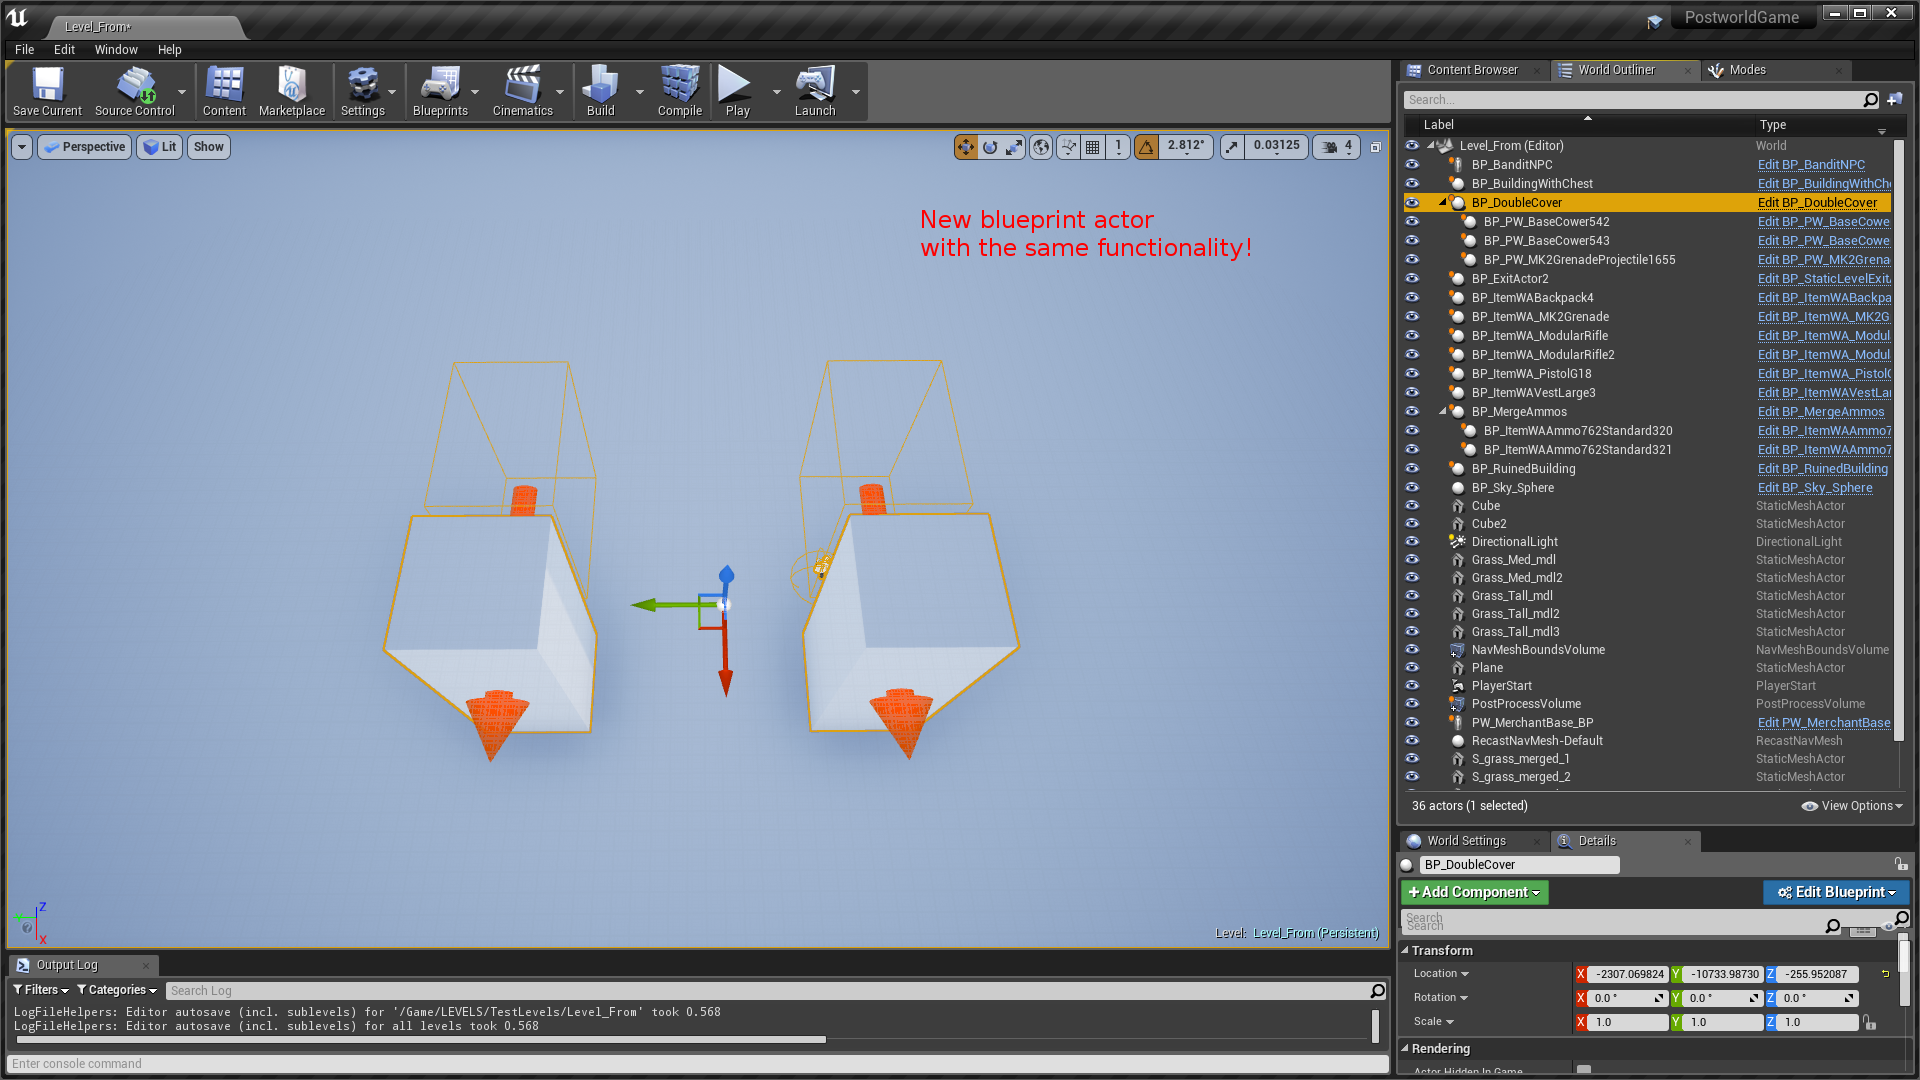 Level_From•
PostworldGame
File Edit Window Help
Save Current Source Control Content Marketplace Settings Blueprints Cinematics Build Compile Play Launch
Perspective Lit Show
1 2.812° 0.03125 4
New blueprint actor
with the same functionality!
Level: Level_From (Persistent)
Z
Y
X
Output Log
Filters Categories Search Log
LogFileHelpers: Editor autosave (incl. sublevels) for '/Game/LEVELS/TestLevels/Level_From' took 0.568
LogFileHelpers: Editor autosave (incl. sublevels) for all levels took 0.568
Enter console command
Content Browser World Outliner Modes
Search...
Label Type
Level_From (Editor) World
BP_BanditNPC Edit BP_BanditNPC
BP_BuildingWithChest Edit BP_BuildingWithChe
BP_DoubleCover Edit BP_DoubleCover
BP_PW_BaseCower542 Edit BP_PW_BaseCowe
BP_PW_BaseCower543 Edit BP_PW_BaseCowe
BP_PW_MK2GrenadeProjectile1655 Edit BP_PW_MK2Grena
BP_ExitActor2 Edit BP_StaticLevelExit
BP_ItemWABackpack4 Edit BP_ItemWABackpa
BP_ItemWA_MK2Grenade Edit BP_ItemWA_MK2G
BP_ItemWA_ModularRifle Edit BP_ItemWA_Modul
BP_ItemWA_ModularRifle2 Edit BP_ItemWA_Modul
BP_ItemWA_PistolG18 Edit BP_ItemWA_Pistol
BP_ItemWAVestLarge3 Edit BP_ItemWAVestLar
BP_MergeAmmos Edit BP_MergeAmmos
BP_ItemWAAmmo762Standard320 Edit BP_ItemWAAmmo7
BP_ItemWAAmmo762Standard321 Edit BP_ItemWAAmmo7
BP_RuinedBuilding Edit BP_RuinedBuilding
BP_Sky_Sphere Edit BP_Sky_Sphere
Cube StaticMeshActor
Cube2 StaticMeshActor
DirectionalLight DirectionalLight
Grass_Med_mdl StaticMeshActor
Grass_Med_mdl2 StaticMeshActor
Grass_Tall_mdl StaticMeshActor
Grass_Tall_mdl2 StaticMeshActor
Grass_Tall_mdl3 StaticMeshActor
NavMeshBoundsVolume NavMeshBoundsVolume
Plane StaticMeshActor
PlayerStart PlayerStart
PostProcessVolume PostProcessVolume
PW_MerchantBase_BP Edit PW_MerchantBase
RecastNavMesh-Default RecastNavMesh
S_grass_merged_1 StaticMeshActor
S_grass_merged_2 StaticMeshActor
36 actors (1 selected) View Options
World Settings Details
BP_DoubleCover
+Add Component Edit Blueprint
Search
Search
Transform
Location X -2307.069824 Y -10733.98730 Z -255.952087
Rotation X 0.0 ° Y 0.0 ° Z 0.0 °
Scale X 1.0 Y 1.0 Z 1.0
Rendering
Actor Hidden In Game